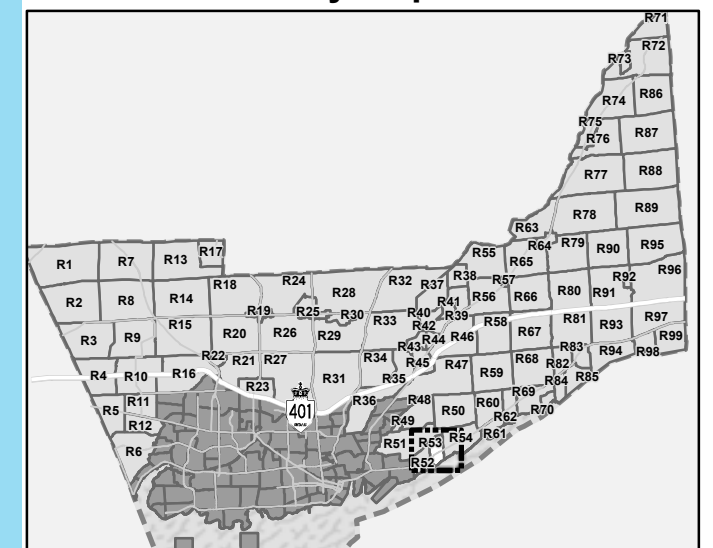 R71
R72
R73
R74 R86
R75
R76 R87
R77 R88
R78 R89
R63
R64 R79 R90 R95
R55
R65
R17
R1 R7 R13
R96
R38 R57 R92
R24 R32 R37
R18 R28
R2 R8 R14
R41 R56 R66 R80 R91
R19 R25 R30 R40 R39
R33 R42 R58 R81 R93 R97
R15 R20 R26 R29
R3 R9 R44 R46 R67
R43 R83 R94 R98 R99
R22 R21 R27 R34 R45 R47 R68 R82
R4 R10 R16 R31 R35 R59 R84 R85
R23 R36 R48 R69
R11 R60 R70
R5 401 R50 R62
R12 R49 R61
R6 R51 R53 R54
R52